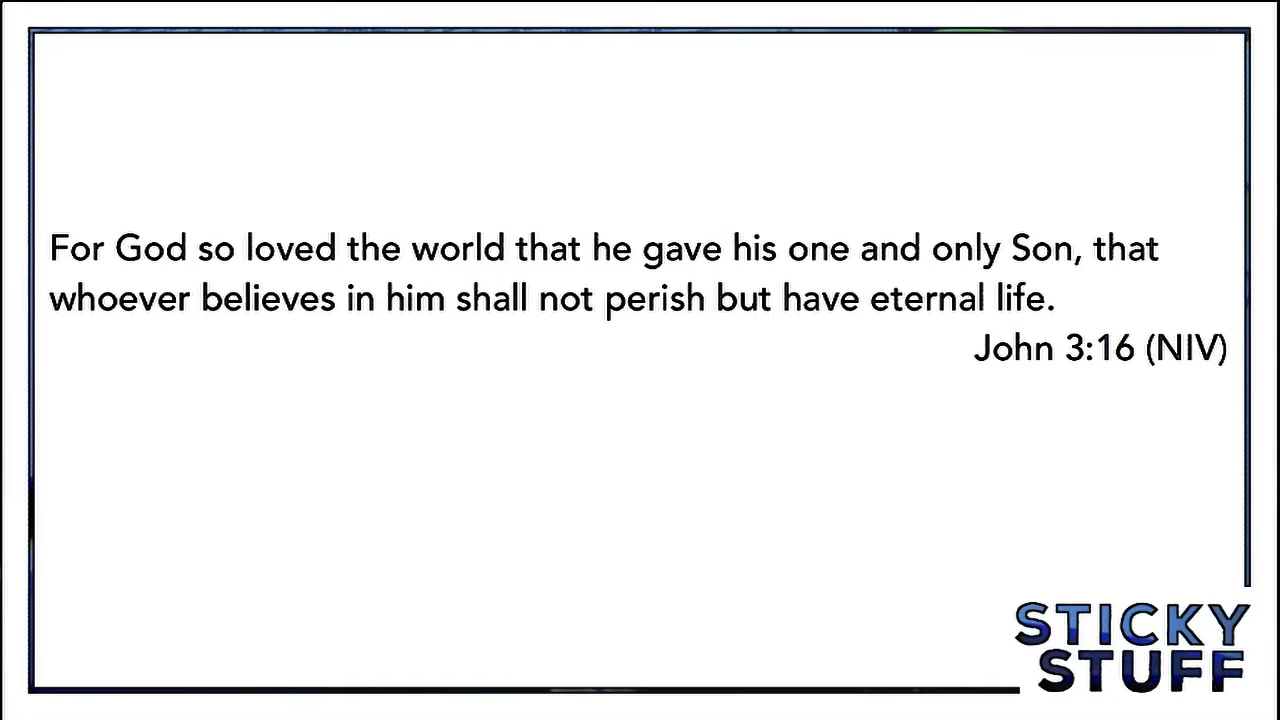 For God so loved the world that he gave his one and only Son, that
whoever believes in him shall not perish but have eternal life.
John 3:16 (NIV)
STICKY
STUFF